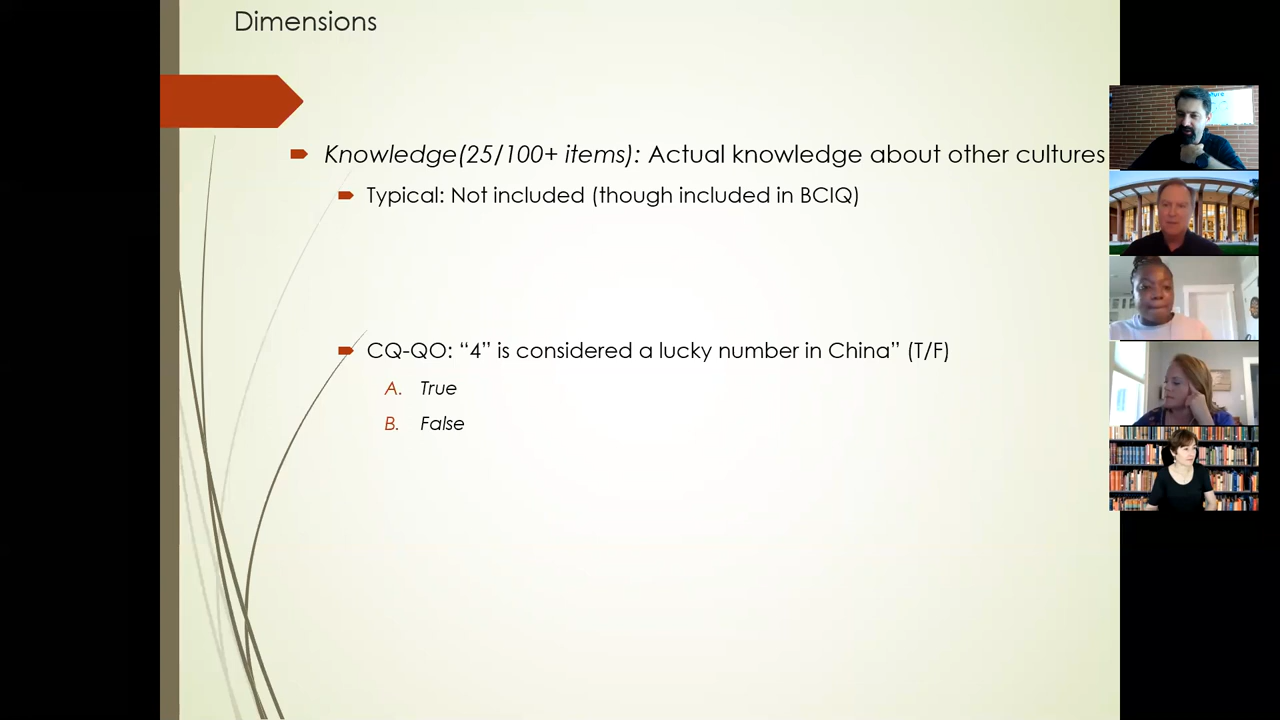 Dimensions
Knowledge(25/100+ items): Actual knowledge about other cultures
Typical: Not included (though included in BCIQ)
CQ-QO: “4” is considered a lucky number in China” (T/F)
A. True
B. False